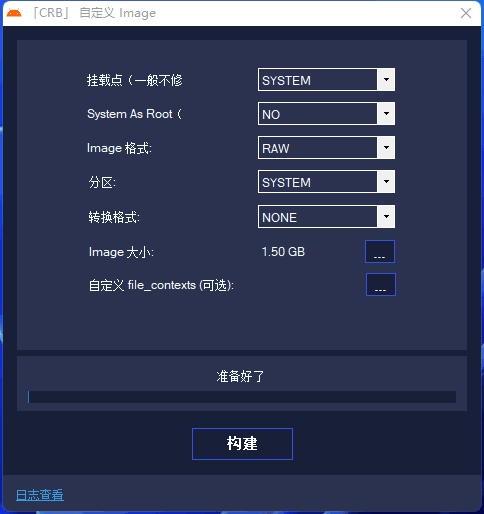 「CRB」 自定义 Image
挂载点（一般不修
SYSTEM
System As Root（
NO
Image 格式:
RAW
分区:
SYSTEM
转换格式:
NONE
Image 大小:
1.50 GB
...
自定义 file_contexts (可选):
...
准备好了
构建
日志查看